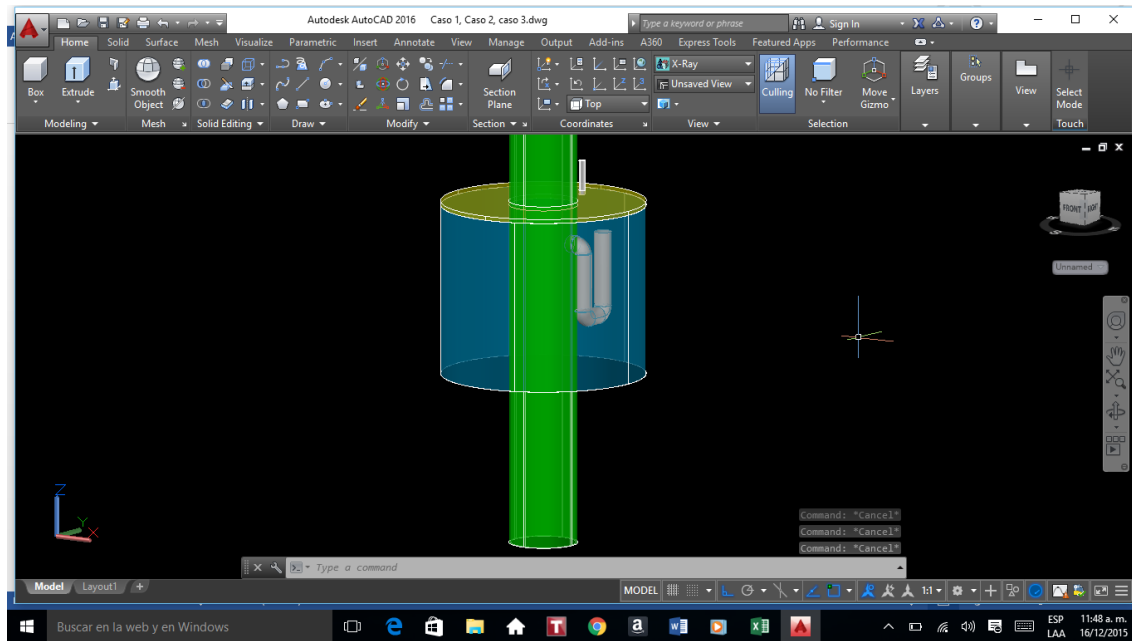 Autodesk AutoCAD 2016 Caso 1, Caso 2, caso 3.dwg
Type a keyword or phrase
Sign In
Home Solid Surface Mesh Visualize Parametric Insert Annotate View Manage Output Add-ins A360 Express Tools Featured Apps Performance
Box
Extrude
Smooth
Object
Section
Plane
X-Ray
Unsaved View
Top
Culling
No Filter
Move
Gizmo
Layers
Groups
View
Select
Mode
Modeling Mesh Solid Editing Draw Modify Section Coordinates View Selection Touch
FRONT
Unnamed
Z
Y
X
Command: *Cancel*
Command: *Cancel*
Command: *Cancel*
Type a command
Model Layout1 +
MODEL 1:1
Buscar en la web y en Windows
ESP 11:48 a. m.
LAA 16/12/2015